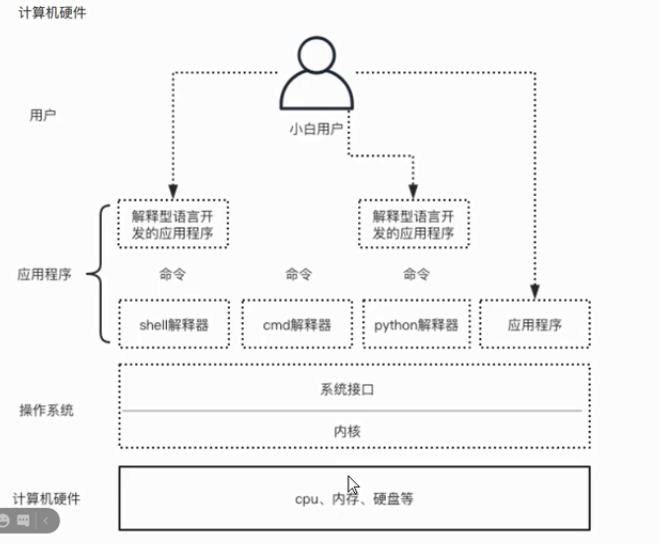 计算机硬件
用户
小白用户
解释型语言开
发的应用程序
解释型语言开
发的应用程序
应用程序
命令
命令
命令
shell解释器
cmd解释器
python解释器
应用程序
操作系统
系统接口
内核
计算机硬件
cpu、内存、硬盘等